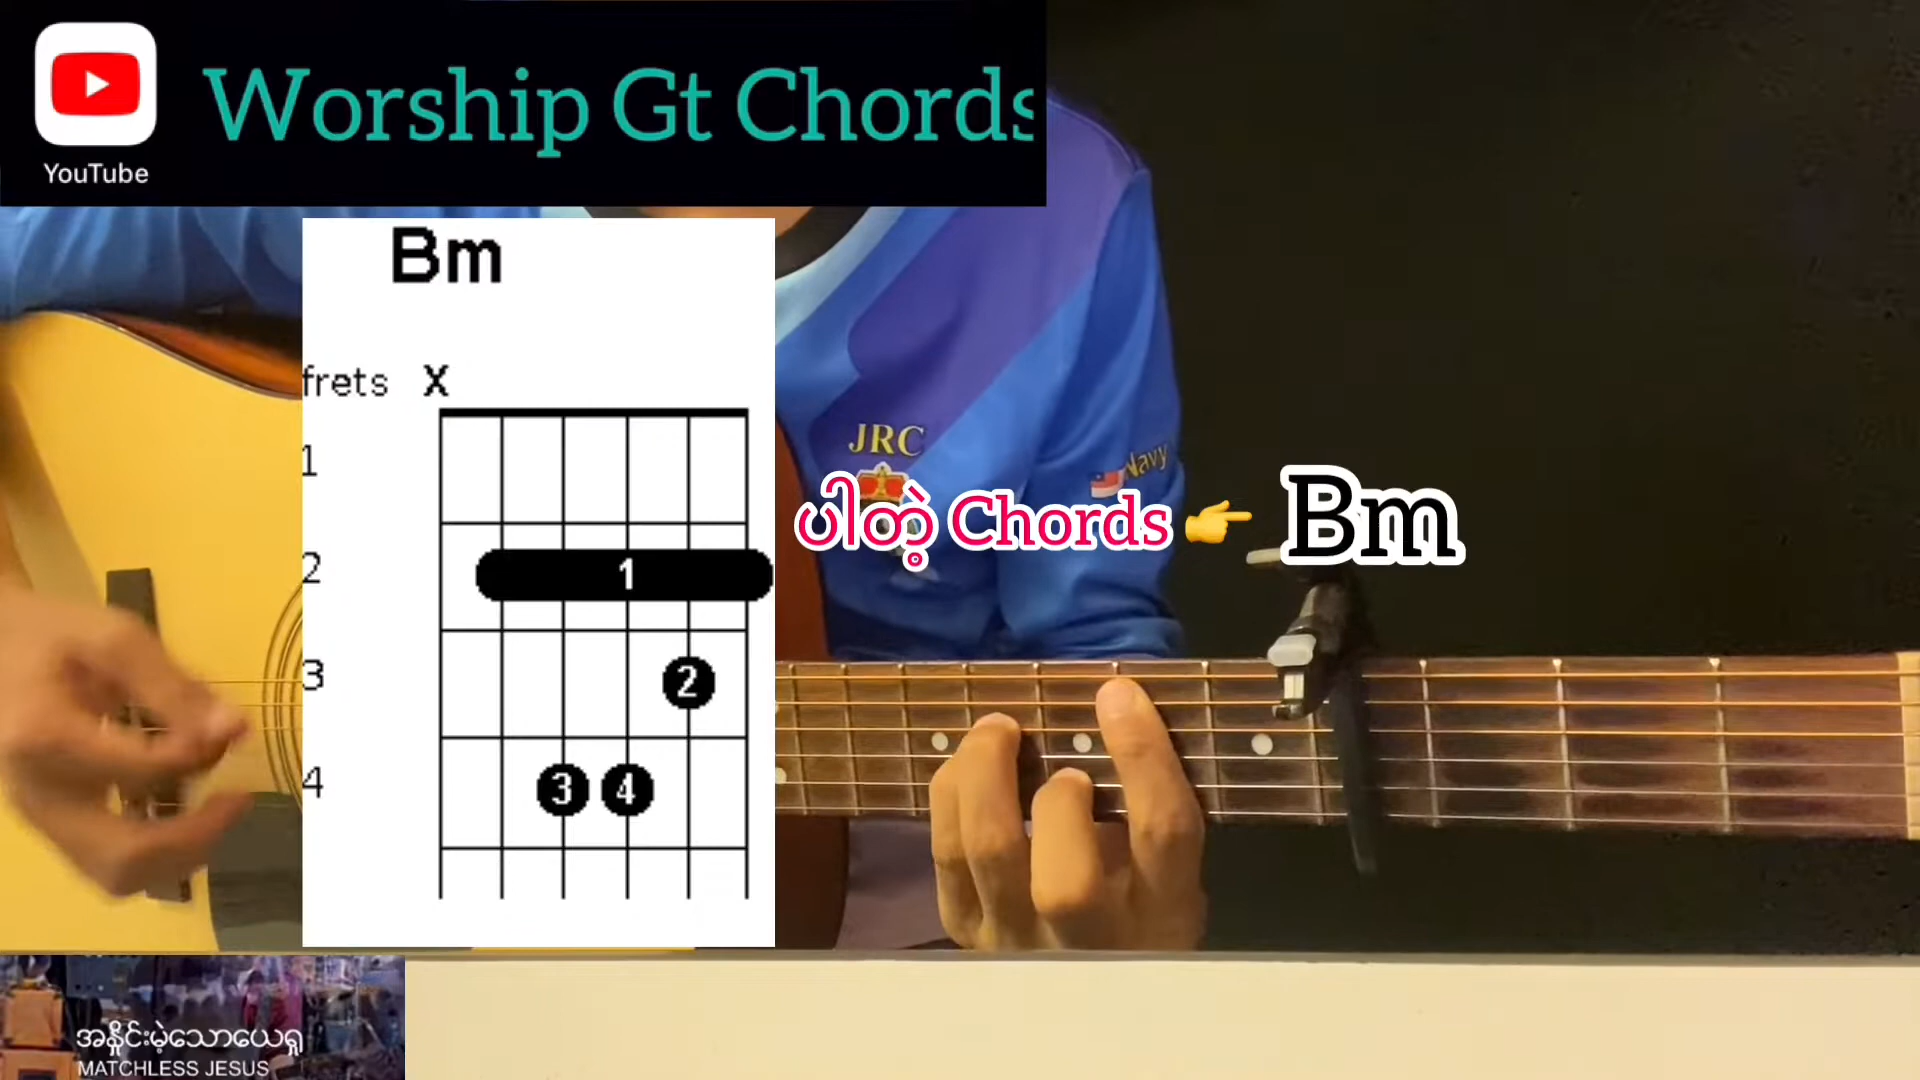 YouTube
Worship Gt Chords
Bm
frets X
1
2
3
4
1
2
3 4
JRC
Navy
ပါတဲ့ Chords 👉 Bm
အနှိုင်းမဲ့သောယေရှု
MATCHLESS JESUS